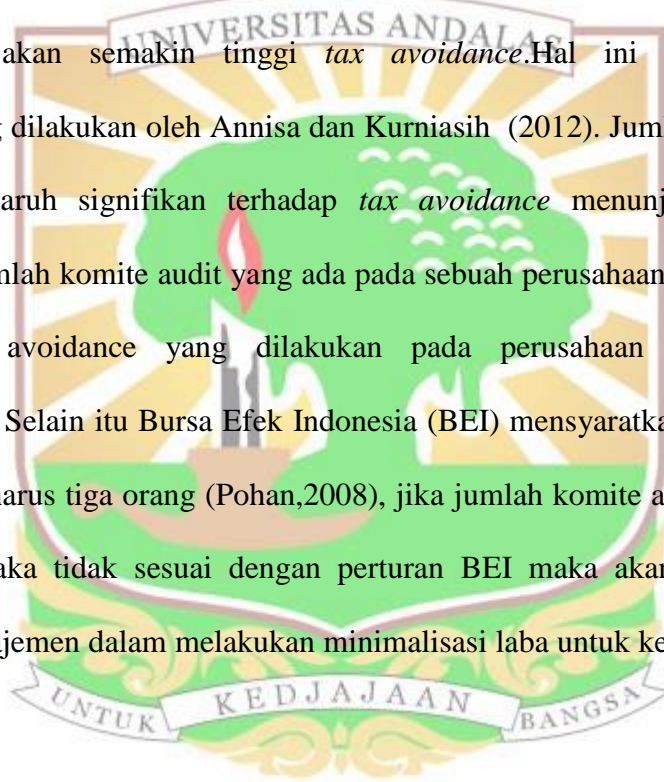 UNIVERSITAS ANDALAS
akan semakin tinggi tax avoidance.Hal ini
dilakukan oleh Annisa dan Kurniasih (2012). Juml
aruh signifikan terhadap tax avoidance menunj
mlah komite audit yang ada pada sebuah perusahaan
avoidance yang dilakukan pada perusahaan
Selain itu Bursa Efek Indonesia (BEI) mensyaratka
harus tiga orang (Pohan,2008), jika jumlah komite a
aka tidak sesuai dengan perturan BEI maka akan
ajemen dalam melakukan minimalisasi laba untuk ke
UNTUK KEDJAJAAN BANGSA